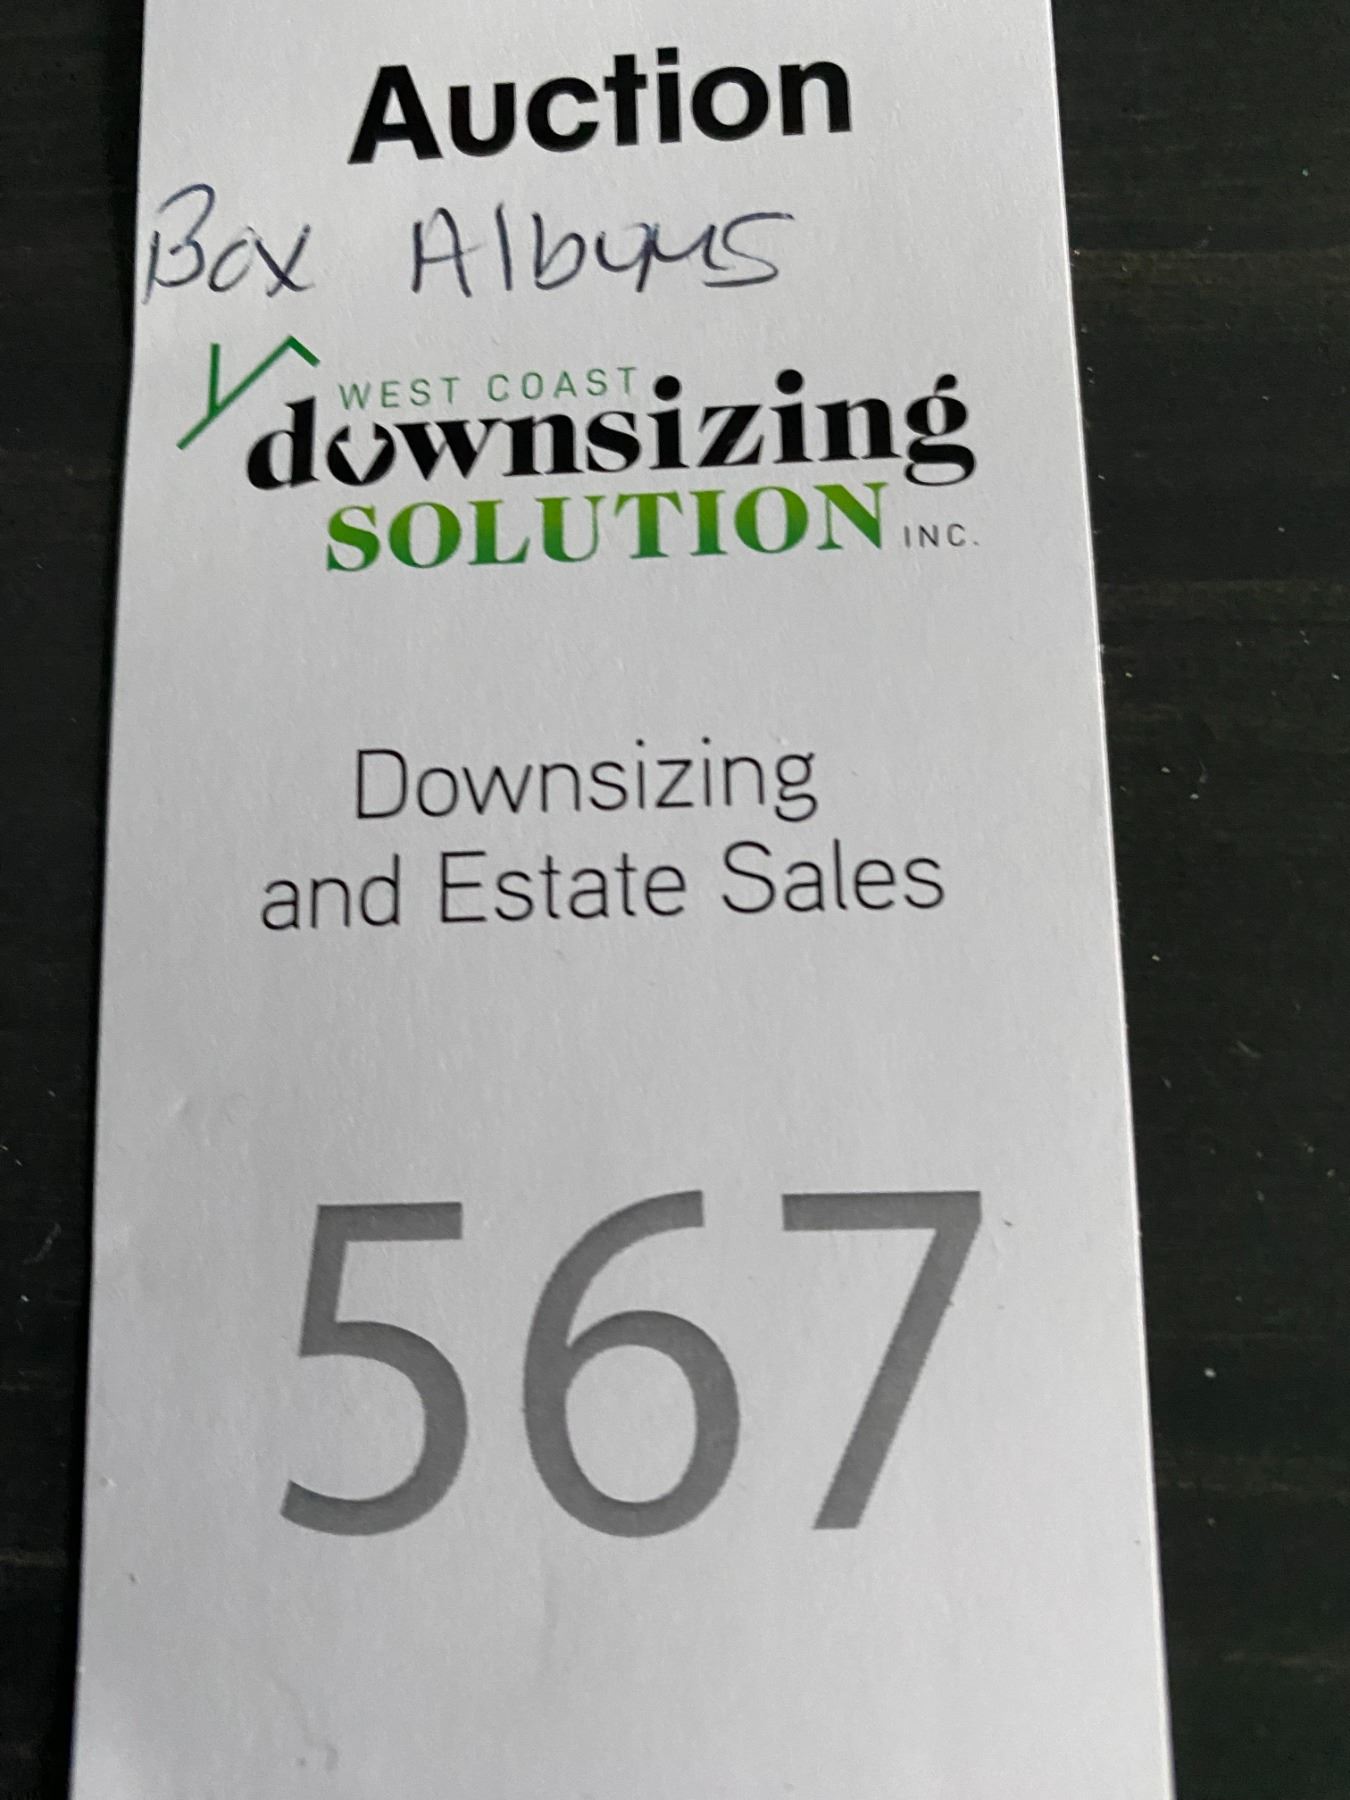 Auction
Box Albums
WEST COAST
downsizing
SOLUTION INC.
Downsizing
and Estate Sales
567